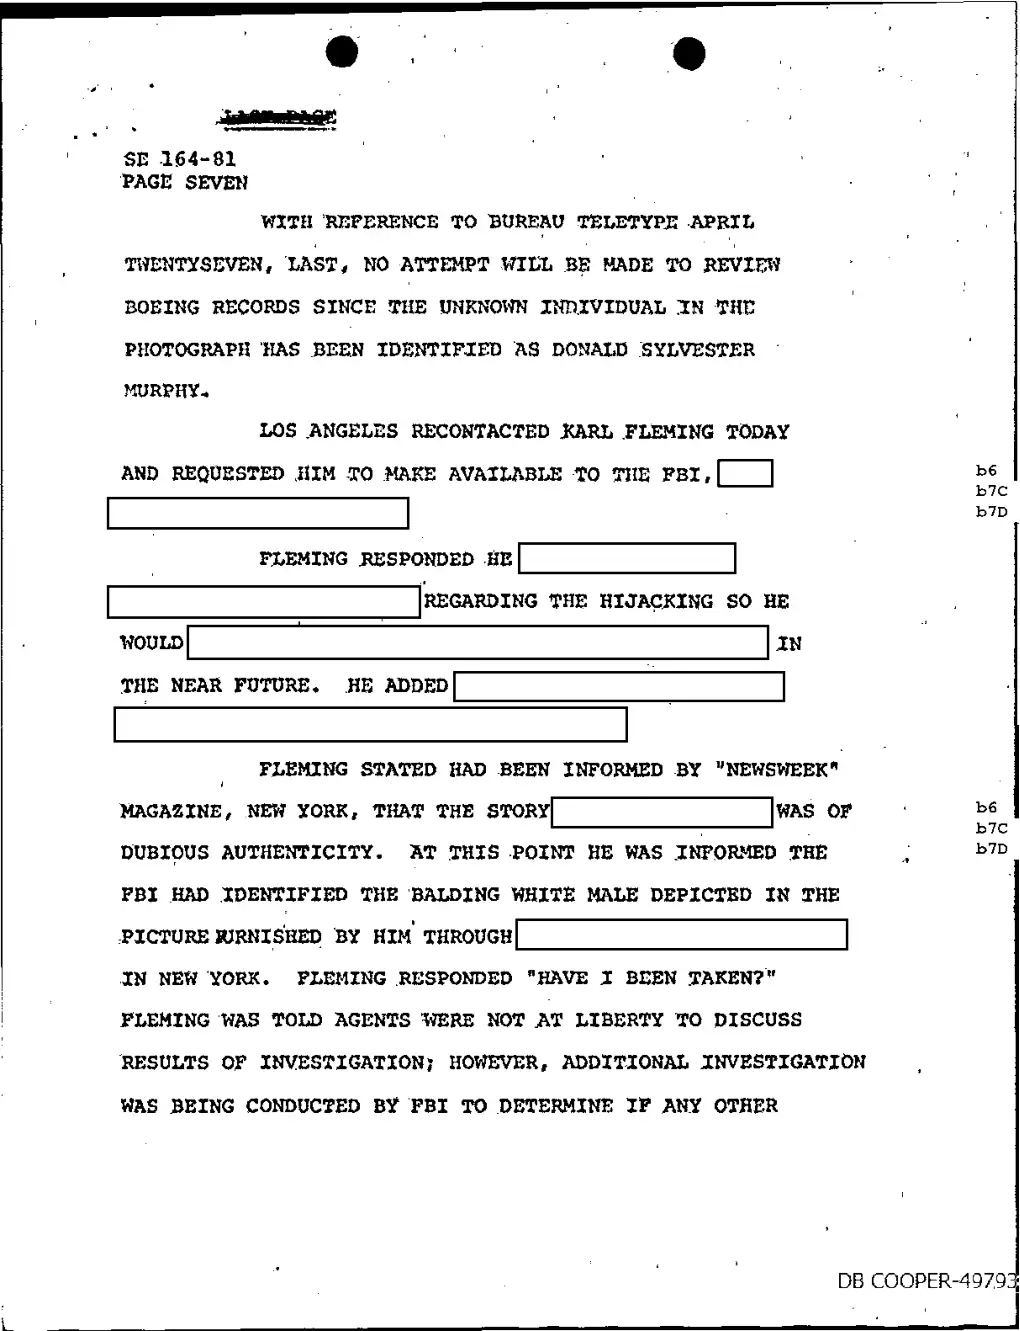 LAST PAGE
SE 164-81
PAGE SEVEN
WITH REFERENCE TO BUREAU TELETYPE APRIL
TWENTYSEVEN, LAST, NO ATTEMPT WILL BE MADE TO REVIEW
BOEING RECORDS SINCE THE UNKNOWN INDIVIDUAL IN THE
PHOTOGRAPH HAS BEEN IDENTIFIED AS DONALD SYLVESTER
MURPHY.
LOS ANGELES RECONTACTED KARL FLEMING TODAY
AND REQUESTED HIM TO MAKE AVAILABLE TO THE FBI,
b6
b7C
b7D
FLEMING RESPONDED HE
REGARDING THE HIJACKING SO HE
WOULD IN
THE NEAR FUTURE. HE ADDED
FLEMING STATED HAD BEEN INFORMED BY "NEWSWEEK"
MAGAZINE, NEW YORK, THAT THE STORY WAS OF
b6
b7C
b7D
DUBIOUS AUTHENTICITY. AT THIS POINT HE WAS INFORMED THE
FBI HAD IDENTIFIED THE BALDING WHITE MALE DEPICTED IN THE
PICTURE FURNISHED BY HIM THROUGH
IN NEW YORK. FLEMING RESPONDED "HAVE I BEEN TAKEN?"
FLEMING WAS TOLD AGENTS WERE NOT AT LIBERTY TO DISCUSS
RESULTS OF INVESTIGATION; HOWEVER, ADDITIONAL INVESTIGATION
WAS BEING CONDUCTED BY FBI TO DETERMINE IF ANY OTHER
DB COOPER-49793